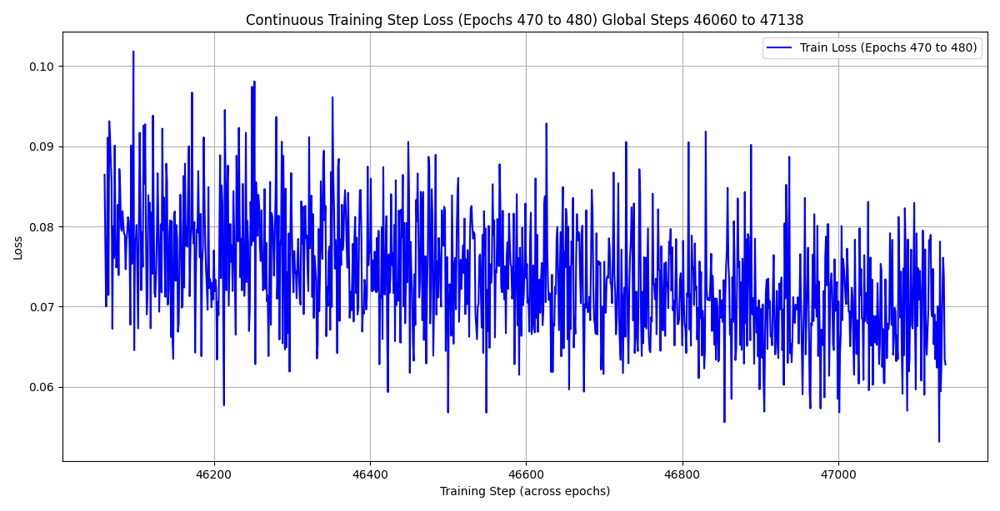 Continuous Training Step Loss (Epochs 470 to 480) Global Steps 46060 to 47138
Train Loss (Epochs 470 to 480)
Loss
0.10
0.09
0.08
0.07
0.06
46200
46400
46600
46800
47000
Training Step (across epochs)